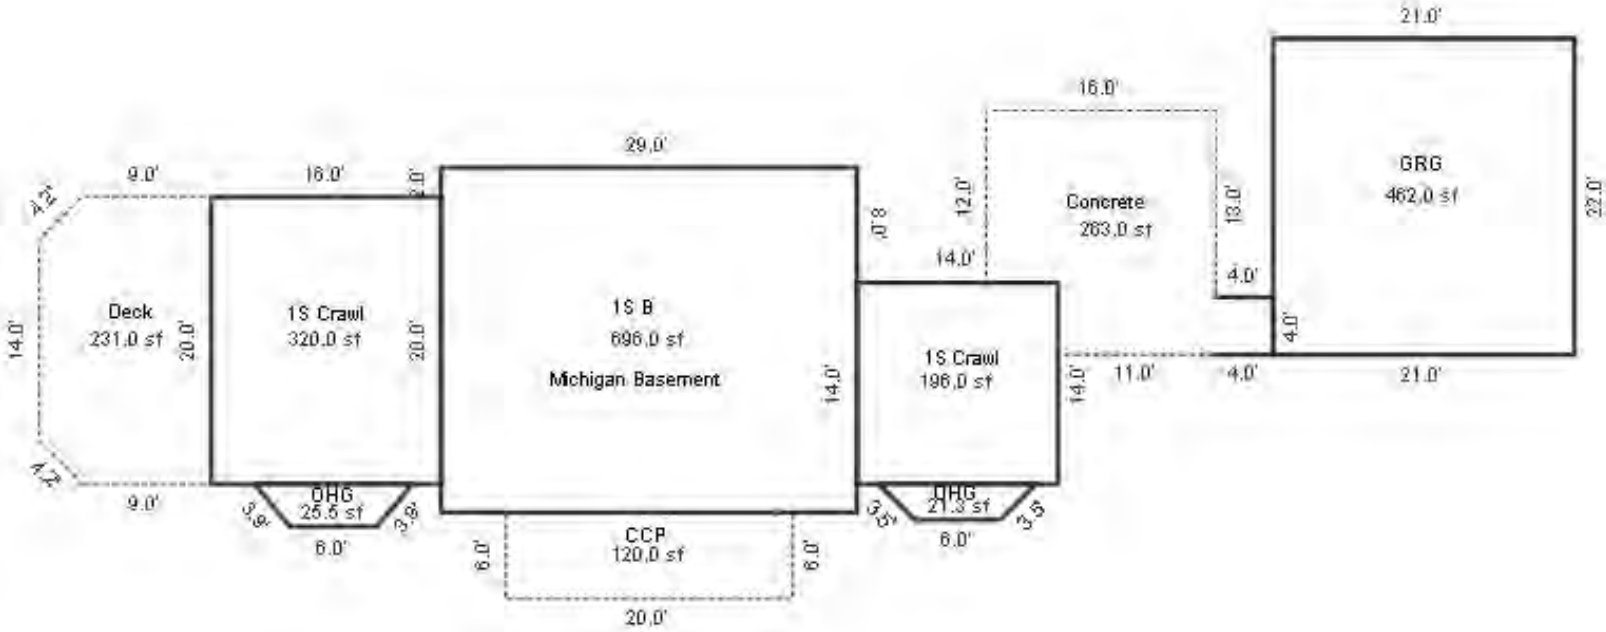 21.0'
16.0'
29.0'
9.0'
16.0'
2.0'
4.2'
GRG
462.0 sf
22.0'
12.0'
Concrete
263.0 sf
13.0'
8.0'
14.0'
4.0'
Deck
231.0 sf
14.0'
20.0'
1S Crawl
320.0 sf
20.0'
1S B
696.0 sf
Michigan Basement
4.0'
14.0'
1S Crawl
196.0 sf
14.0'
11.0'
4.0'
21.0'
4.2'
9.0'
OHG
25.5 sf
3.9'
3.9'
6.0'
OHG
21.3 sf
3.5'
3.5'
6.0'
CCP
120.0 sf
6.0'
6.0'
20.0'